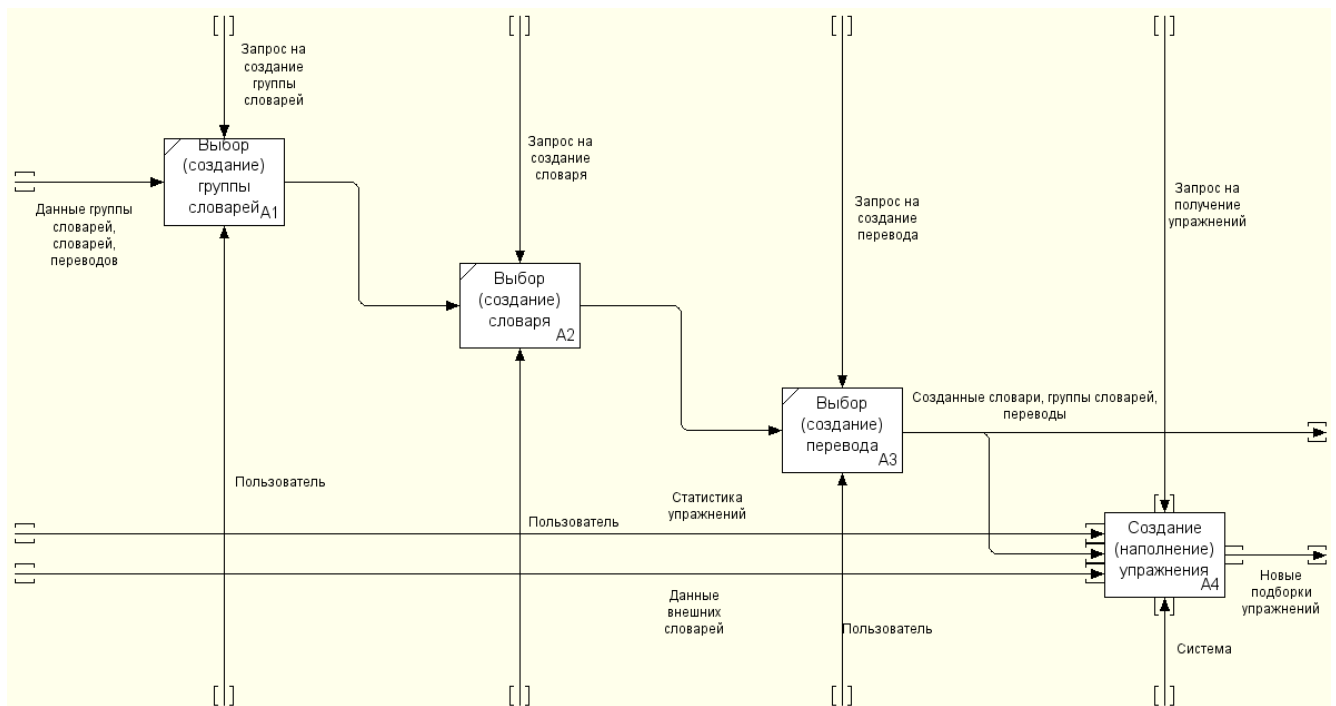 Запрос на
создание
группы
словарей
Выбор
(создание)
группы
словарей
A1
Данные группы
словарей,
словарей,
переводов
Запрос на
создание
словаря
Выбор
(создание)
словаря
A2
Запрос на
создание
перевода
Выбор
(создание)
перевода
A3
Запрос на
получение
упражнений
Созданные словари, группы словарей,
переводы
Пользователь
Пользователь
Статистика
упражнений
Создание
(наполнение)
упражнения
A4
Данные
внешних
словарей
Пользователь
Новые
подборки
упражнений
Система